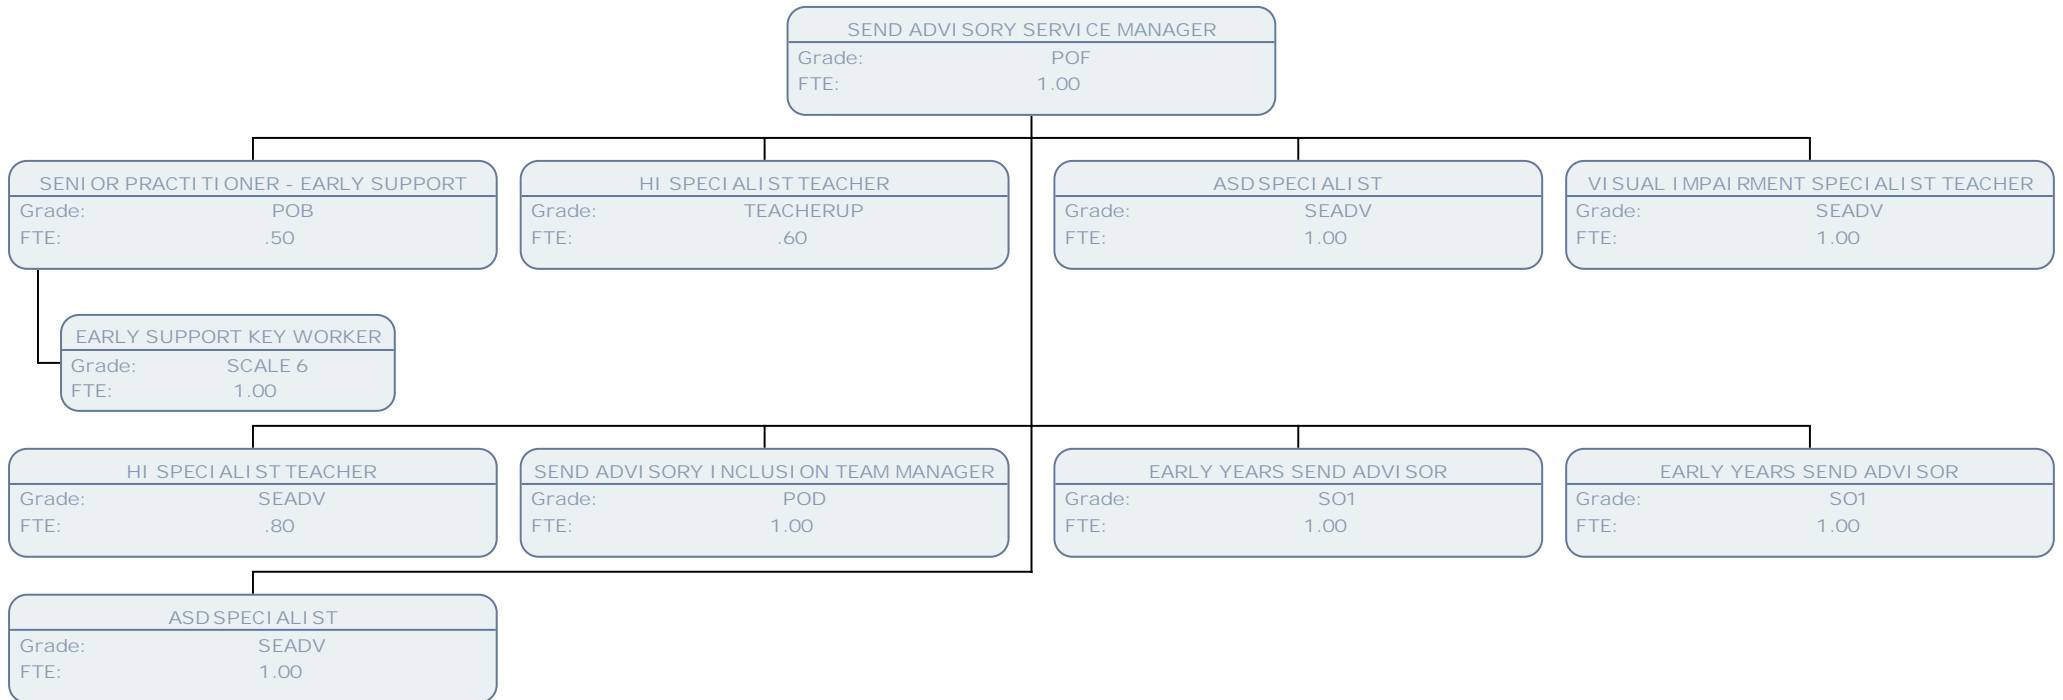 SEND ADVISORY SERVICE MANAGER
Grade: POF
FTE: 1.00
SENIOR PRACTITIONER - EARLY SUPPORT
Grade: POB
FTE: .50
HI SPECIALIST TEACHER
Grade: TEACHERUP
FTE: .60
ASD SPECIALIST
Grade: SEADV
FTE: 1.00
VISUAL IMPAIRMENT SPECIALIST TEACHER
Grade: SEADV
FTE: 1.00
EARLY SUPPORT KEY WORKER
Grade: SCALE 6
FTE: 1.00
HI SPECIALIST TEACHER
Grade: SEADV
FTE: .80
SEND ADVISORY INCLUSION TEAM MANAGER
Grade: POD
FTE: 1.00
EARLY YEARS SEND ADVISOR
Grade: SO1
FTE: 1.00
EARLY YEARS SEND ADVISOR
Grade: SO1
FTE: 1.00
ASD SPECIALIST
Grade: SEADV
FTE: 1.00